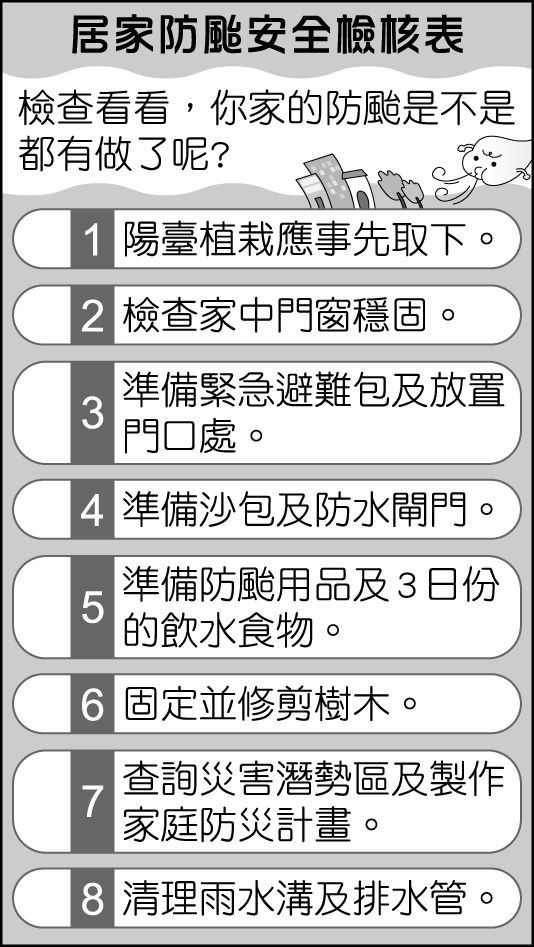 居家防颱安全檢核表
檢查看看，你家的防颱是不是
都有做了呢?
1 陽臺植栽應事先取下。
2 檢查家中門窗穩固。
3 準備緊急避難包及放置
門口處。
4 準備沙包及防水閘門。
5 準備防颱用品及3日份
的飲水食物。
6 固定並修剪樹木。
7 查詢災害潛勢區及製作
家庭防災計畫。
8 清理雨水溝及排水管。